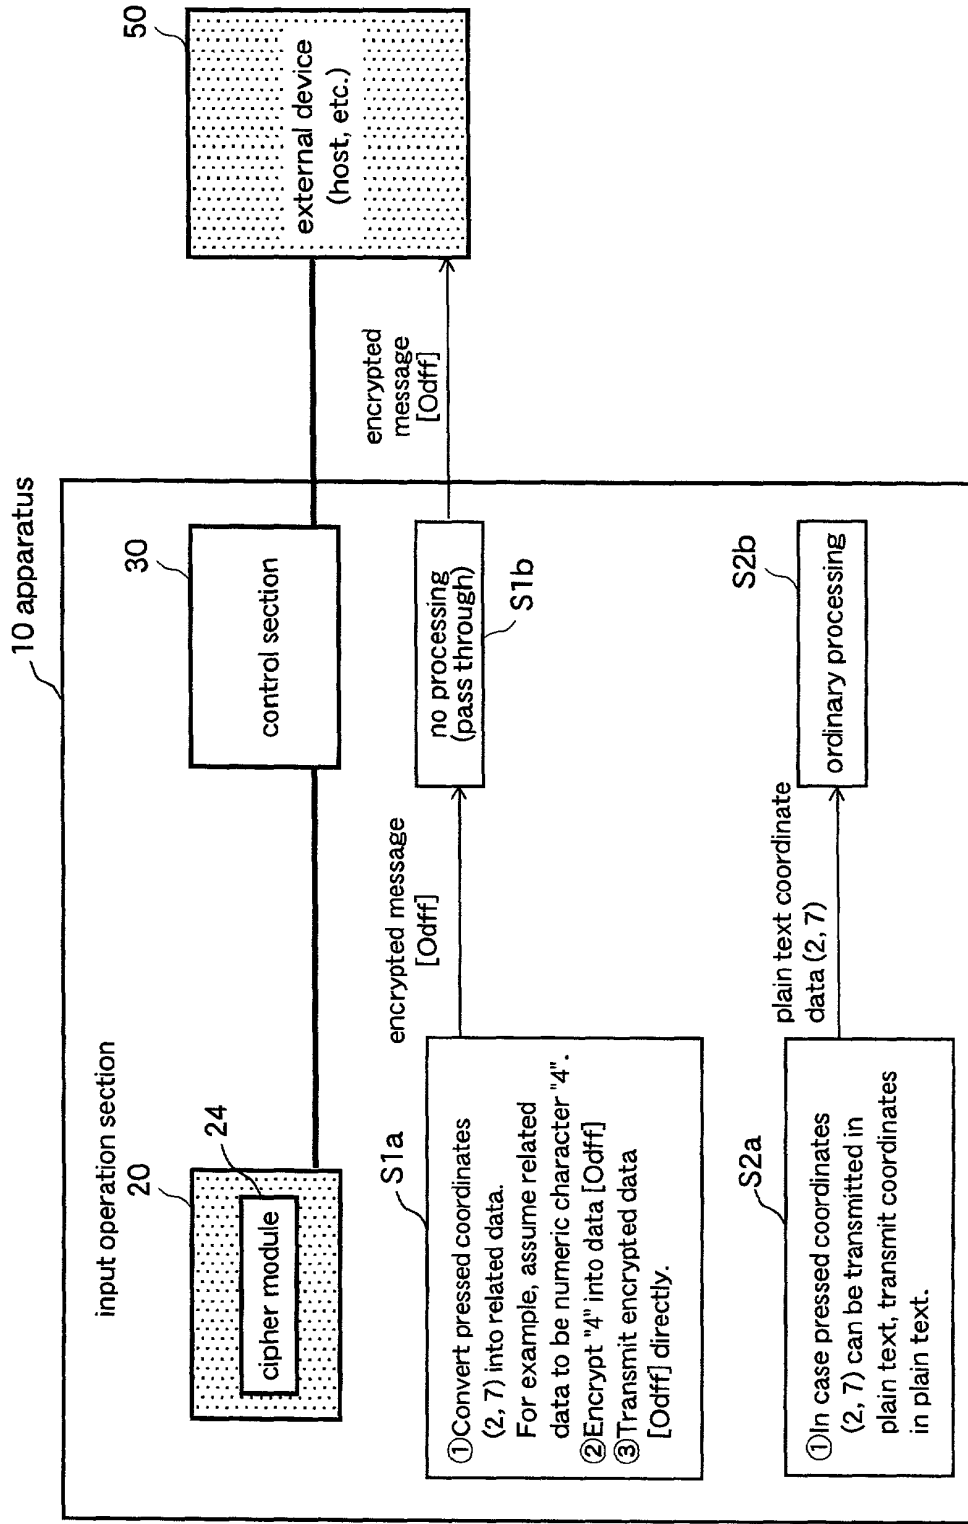 10 apparatus
input operation section
20
24
cipher module
30
control section
50
external device
(host, etc.)
S1a
①Convert pressed coordinates
(2, 7) into related data.
For example, assume related
data to be numeric character "4".
②Encrypt "4" into data [Odff]
③Transmit encrypted data
[Odff] directly.
encrypted message
[Odff]
no processing
(pass through)
S1b
encrypted
message
[Odff]
S2a
①In case pressed coordinates
(2, 7) can be transmitted in
plain text, transmit coordinates
in plain text.
plain text coordinate
data (2, 7)
S2b
ordinary processing